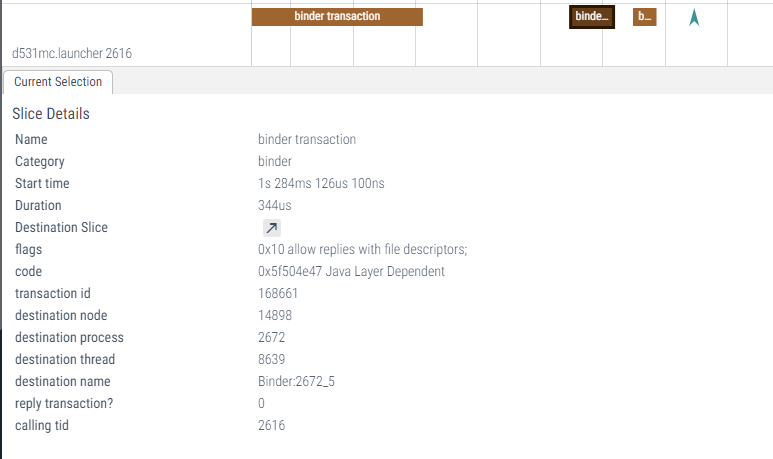 binder transaction binde... b...
d531mc.launcher 2616
Current Selection
Slice Details
Name binder transaction
Category binder
Start time 1s 284ms 126us 100ns
Duration 344us
Destination Slice
flags 0x10 allow replies with file descriptors;
code 0x5f504e47 Java Layer Dependent
transaction id 168661
destination node 14898
destination process 2672
destination thread 8639
destination name Binder:2672_5
reply transaction? 0
calling tid 2616